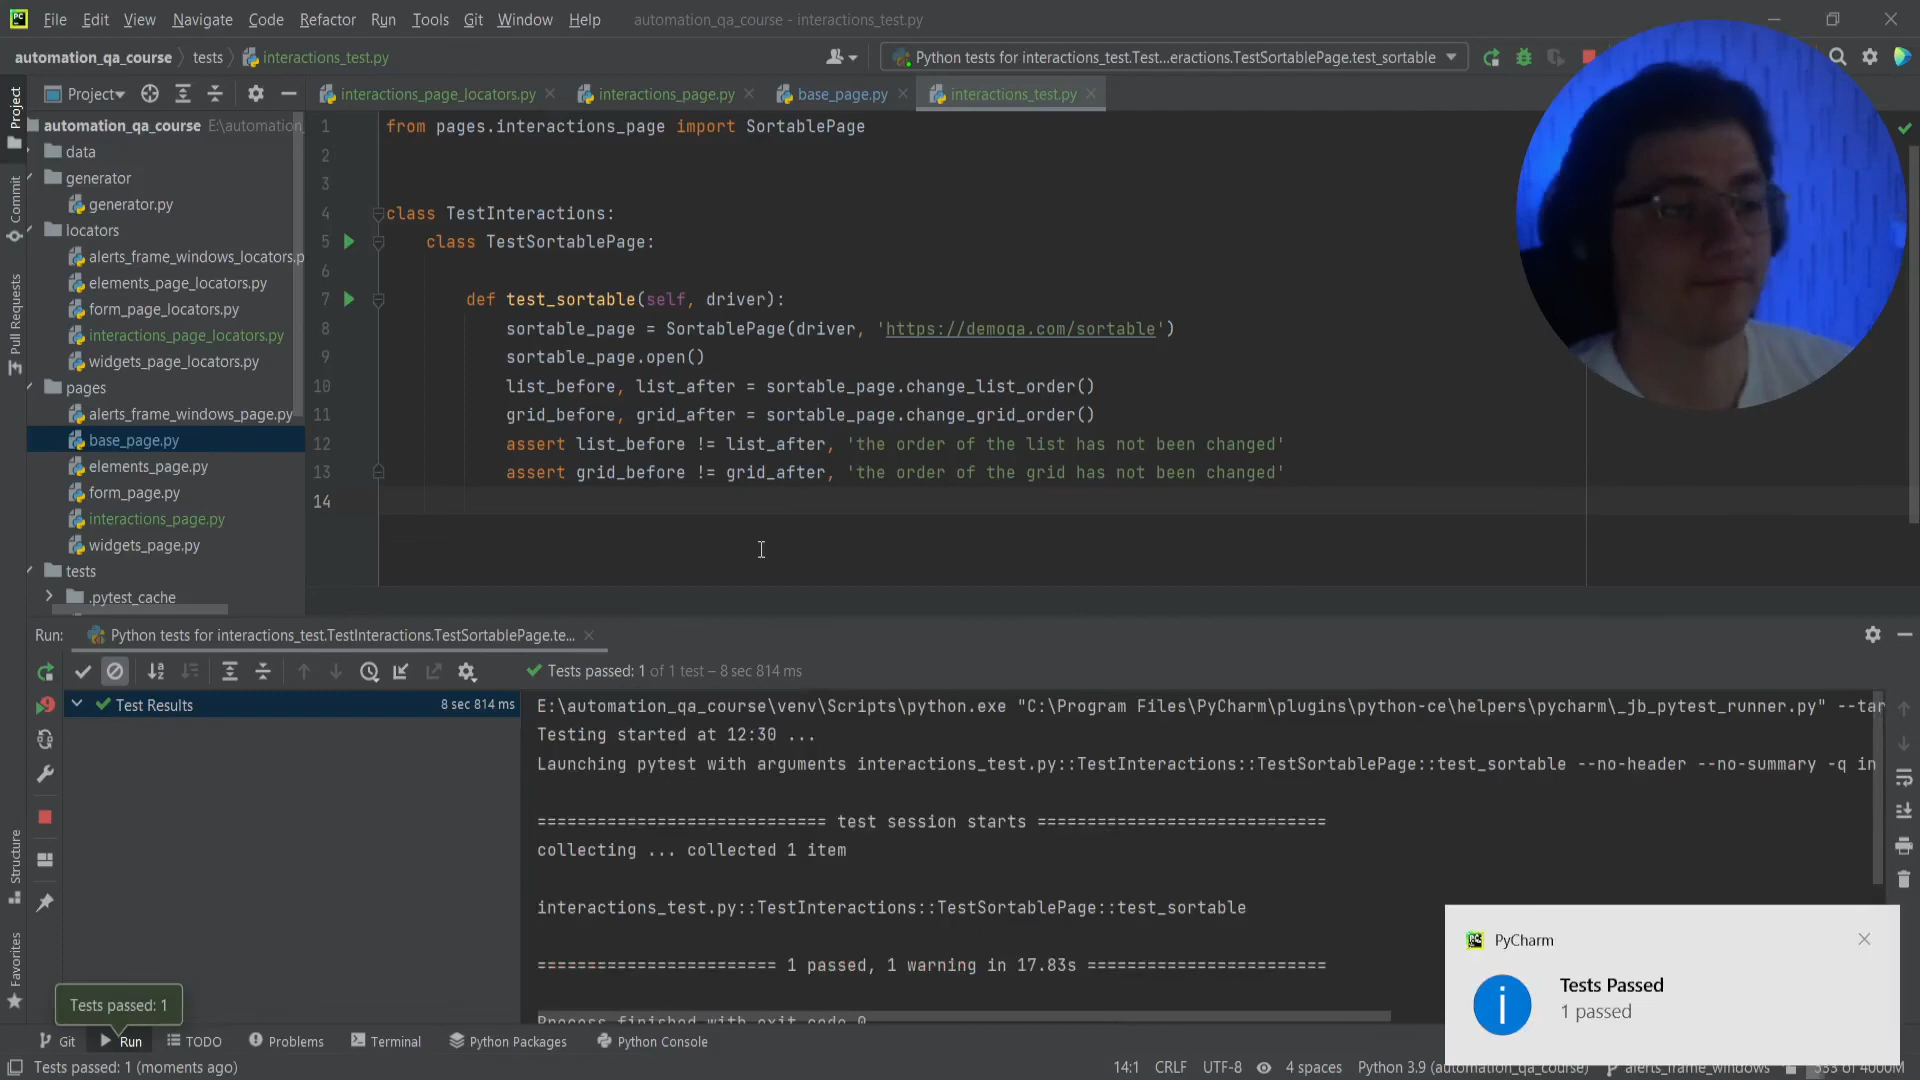 File Edit View Navigate Code Refactor Run Tools Git Window Help automation_qa_course - interactions_test.py
automation_qa_course tests interactions_test.py Python tests for interactions_test.Test...eractions.TestSortablePage.test_sortable
Project interactions_page_locators.py interactions_page.py base_page.py interactions_test.py
automation_qa_course E:\automation
data
generator
generator.py
locators
alerts_frame_windows_locators.p
elements_page_locators.py
form_page_locators.py
interactions_page_locators.py
widgets_page_locators.py
pages
alerts_frame_windows_page.py
base_page.py
elements_page.py
form_page.py
interactions_page.py
widgets_page.py
tests
.pytest_cache
Project
Commit
Pull Requests
Structure
Favorites
1 from pages.interactions_page import SortablePage
2
3
4 class TestInteractions:
5 class TestSortablePage:
6
7 def test_sortable(self, driver):
8 sortable_page = SortablePage(driver, 'https://demoqa.com/sortable')
9 sortable_page.open()
10 list_before, list_after = sortable_page.change_list_order()
11 grid_before, grid_after = sortable_page.change_grid_order()
12 assert list_before != list_after, 'the order of the list has not been changed'
13 assert grid_before != grid_after, 'the order of the grid has not been changed'
14
Run: Python tests for interactions_test.TestInteractions.TestSortablePage.te...
Tests passed: 1 of 1 test – 8 sec 814 ms
Test Results 8 sec 814 ms
E:\automation_qa_course\venv\Scripts\python.exe "C:\Program Files\PyCharm\plugins\python-ce\helpers\pycharm\_jb_pytest_runner.py" --tar
Testing started at 12:30 ...
Launching pytest with arguments interactions_test.py::TestInteractions::TestSortablePage::test_sortable --no-header --no-summary -q in
============================= test session starts =============================
collecting ... collected 1 item
interactions_test.py::TestInteractions::TestSortablePage::test_sortable
======================== 1 passed, 1 warning in 17.83s ========================
Process finished with exit code 0
PyCharm
Tests Passed
1 passed
Tests passed: 1
Git Run TODO Problems Terminal Python Packages Python Console
Tests passed: 1 (moments ago) 14:1 CRLF UTF-8 4 spaces Python 3.9 (automation_qa_course) alerts_frame_windows of 4000M